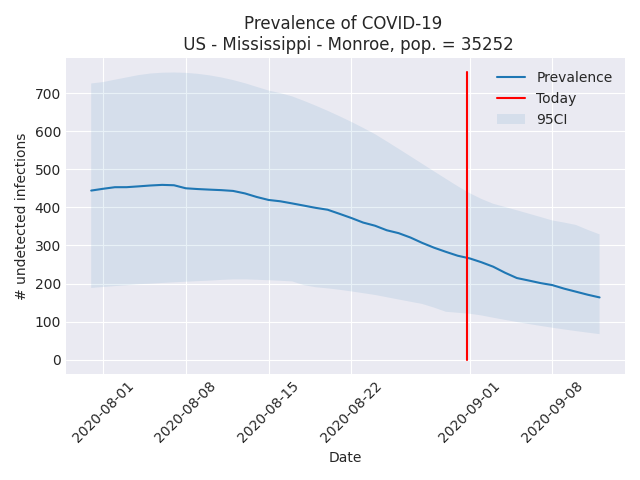 Prevalence of COVID-19
US - Mississippi - Monroe, pop. = 35252
Prevalence
Today
95CI
# undetected infections
700
600
500
400
300
200
100
0
2020-08-01
2020-08-08
2020-08-15
2020-08-22
2020-09-01
2020-09-08
Date